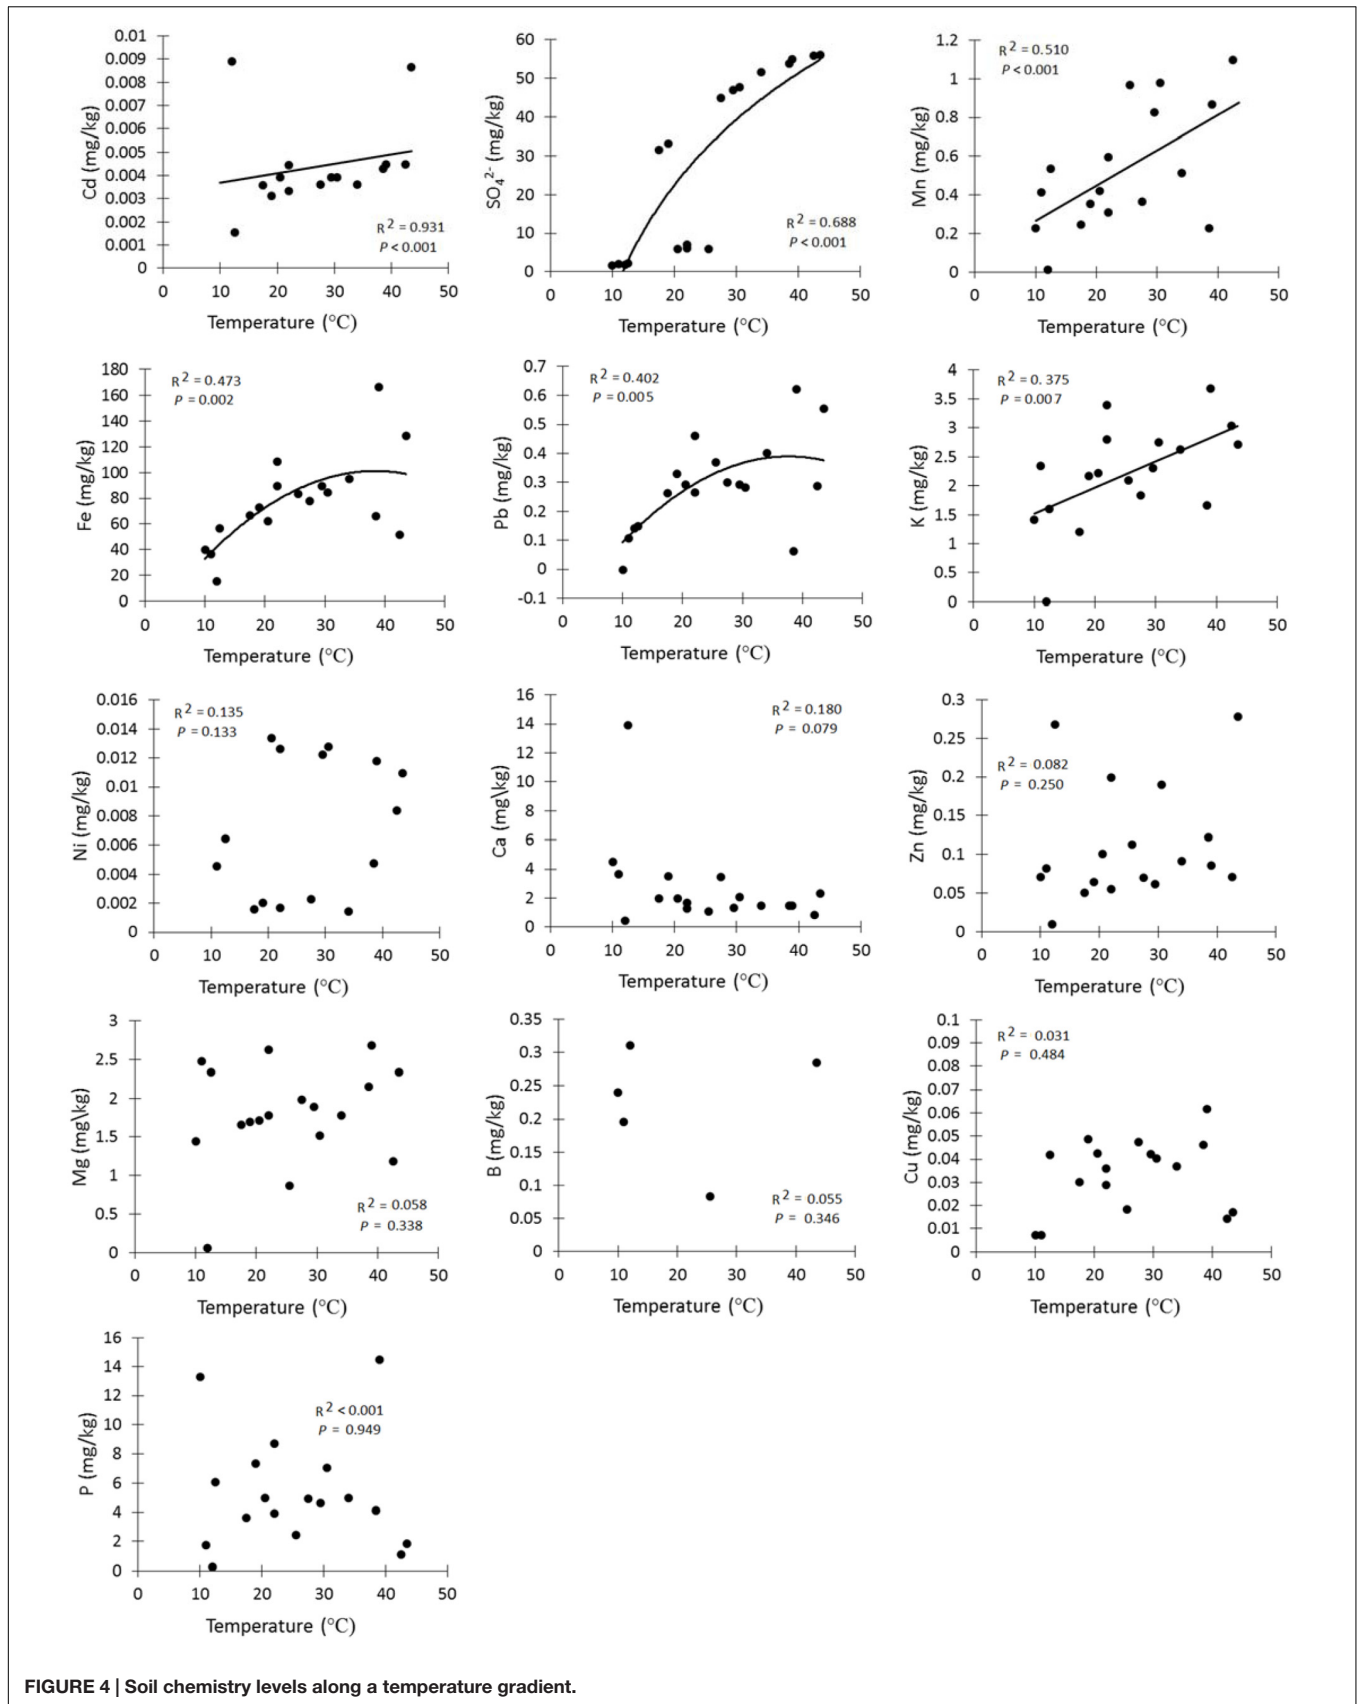 0.01
0.009
0.008
0.007
0.006
0.005
0.004
0.003
0.002
0.001
0
Cd (mg/kg)
R² = 0.931
P < 0.001
0 10 20 30 40 50
Temperature (°C)
60
50
40
30
20
10
0
SO₄²⁻ (mg/kg)
R² = 0.688
P < 0.001
0 10 20 30 40 50
Temperature (°C)
1.2
1
0.8
0.6
0.4
0.2
0
Mn (mg/kg)
R² = 0.510
P < 0.001
0 10 20 30 40 50
Temperature (°C)
180
160
140
120
100
80
60
40
20
0
Fe (mg/kg)
R² = 0.473
P = 0.002
0 10 20 30 40 50
Temperature (°C)
0.7
0.6
0.5
0.4
0.3
0.2
0.1
0
-0.1
Pb (mg/kg)
R² = 0.402
P = 0.005
0 10 20 30 40 50
Temperature (°C)
4
3.5
3
2.5
2
1.5
1
0.5
0
K (mg/kg)
R² = 0. 375
P = 0.007
0 10 20 30 40 50
Temperature (°C)
0.016
0.014
0.012
0.01
0.008
0.006
0.004
0.002
0
Ni (mg/kg)
R² = 0.135
P = 0.133
0 10 20 30 40 50
Temperature (°C)
16
14
12
10
8
6
4
2
0
Ca (mg\kg)
R² = 0.180
P = 0.079
0 10 20 30 40 50
Temperature (°C)
0.3
0.25
0.2
0.15
0.1
0.05
0
Zn (mg/kg)
R² = 0.082
P = 0.250
0 10 20 30 40 50
Temperature (°C)
3
2.5
2
1.5
1
0.5
0
Mg (mg\kg)
R² = 0.058
P = 0.338
0 10 20 30 40 50
Temperature (°C)
0.35
0.3
0.25
0.2
0.15
0.1
0.05
0
B (mg/kg)
R² = 0.055
P = 0.346
0 10 20 30 40 50
Temperature (°C)
0.1
0.09
0.08
0.07
0.06
0.05
0.04
0.03
0.02
0.01
0
Cu (mg/kg)
R² = 0.031
P = 0.484
0 10 20 30 40 50
Temperature (°C)
16
14
12
10
8
6
4
2
0
P (mg/kg)
R² < 0.001
P = 0.949
0 10 20 30 40 50
Temperature (°C)
FIGURE 4 | Soil chemistry levels along a temperature gradient.